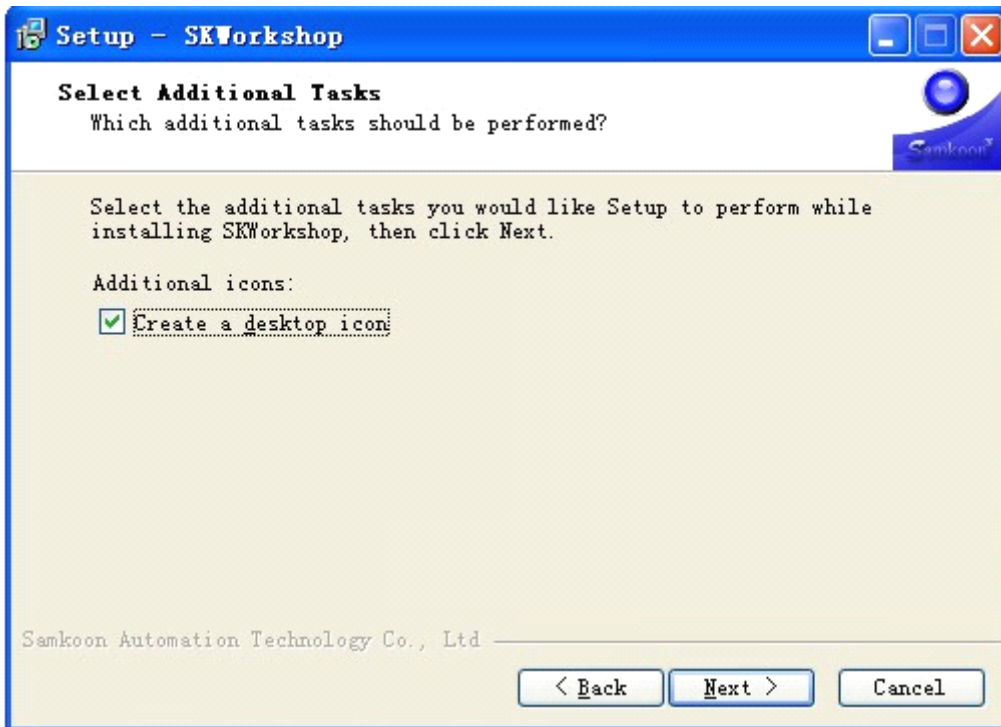 Setup - SKWorkshop
Select Additional Tasks
Which additional tasks should be performed?
Samkoon
Select the additional tasks you would like Setup to perform while
installing SKWorkshop, then click Next.
Additional icons:
Create a desktop icon
Samkoon Automation Technology Co., Ltd
< Back
Next >
Cancel